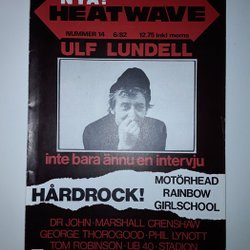 NYA!
HEATWAVE
NUMMER 14 6/82 12.75 inkl moms
ULF LUNDELL
inte bara ännu en intervju
HÅRDROCK!
MOTÖRHEAD
RAINBOW
GIRLSCHOOL
DR JOHN · MARSHALL CRENSHAW
GEORGE THOROGOOD · PHIL LYNOTT
TOM ROBINSON · UB 40 · STADION